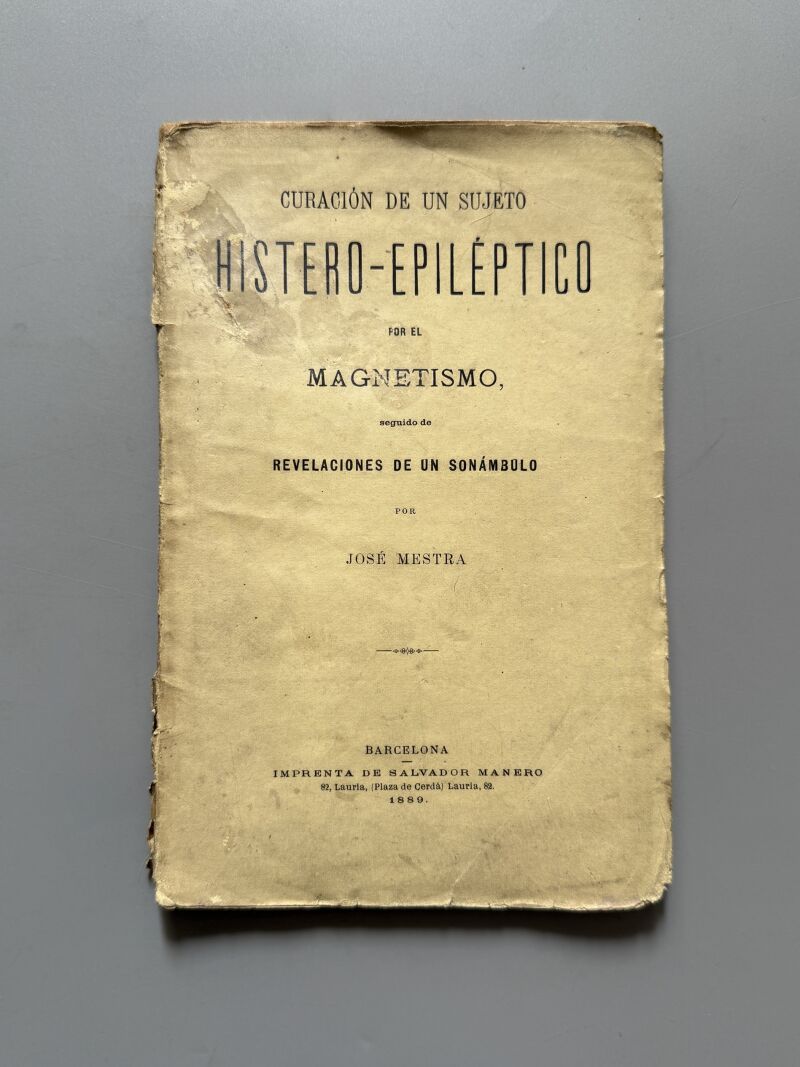 CURACIÓN DE UN SUJETO
HISTERO-EPILÉPTICO
POR EL
MAGNETISMO,
seguido de
REVELACIONES DE UN SONÁMBULO
POR
JOSÉ MESTRA
BARCELONA
IMPRENTA DE SALVADOR MANERO
82, Lauria, (Plaza de Cerdà) Lauria, 82.
1889.